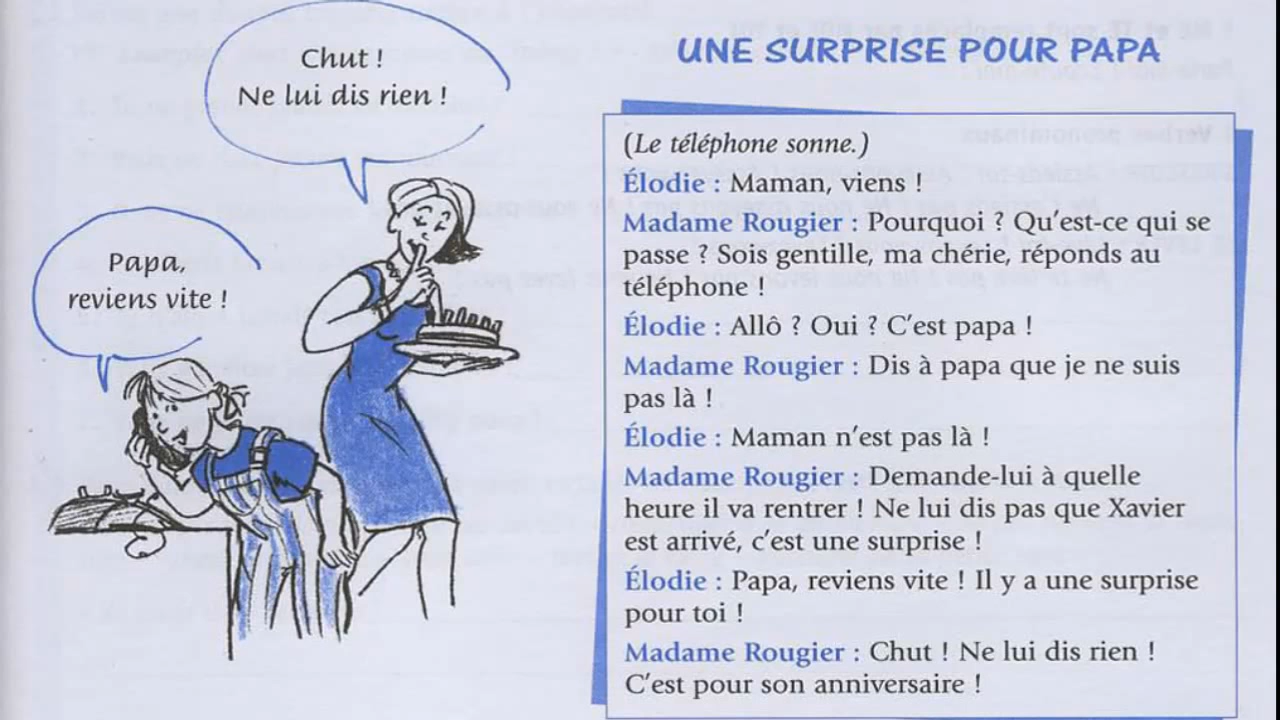 Chut !
Ne lui dis rien !
Papa,
reviens vite !
UNE SURPRISE POUR PAPA
(Le téléphone sonne.)
Élodie : Maman, viens !
Madame Rougier : Pourquoi ? Qu'est-ce qui se
passe ? Sois gentille, ma chérie, réponds au
téléphone !
Élodie : Allô ? Oui ? C'est papa !
Madame Rougier : Dis à papa que je ne suis
pas là !
Élodie : Maman n'est pas là !
Madame Rougier : Demande-lui à quelle
heure il va rentrer ! Ne lui dis pas que Xavier
est arrivé, c'est une surprise !
Élodie : Papa, reviens vite ! Il y a une surprise
pour toi !
Madame Rougier : Chut ! Ne lui dis rien !
C'est pour son anniversaire !